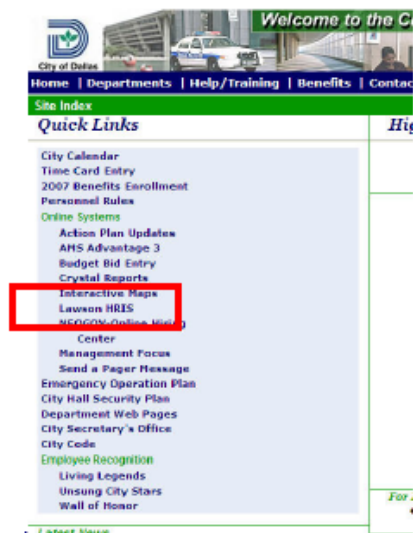 Welcome to the C
City of Dallas
Home | Departments | Help/Training | Benefits | Contac
Site Index
Quick Links
Hig
City Calendar
Time Card Entry
2007 Benefits Enrollment
Personnel Rules
Online Systems
Action Plan Updates
AMS Advantage 3
Budget Bid Entry
Crystal Reports
Interactive Maps
Lawson HRIS
NEOGOV-Online Hiring
Center
Management Focus
Send a Pager Message
Emergency Operation Plan
City Hall Security Plan
Department Web Pages
City Secretary's Office
City Code
Employee Recognition
Living Legends
Unsung City Stars
Wall of Honor
For
Latest News